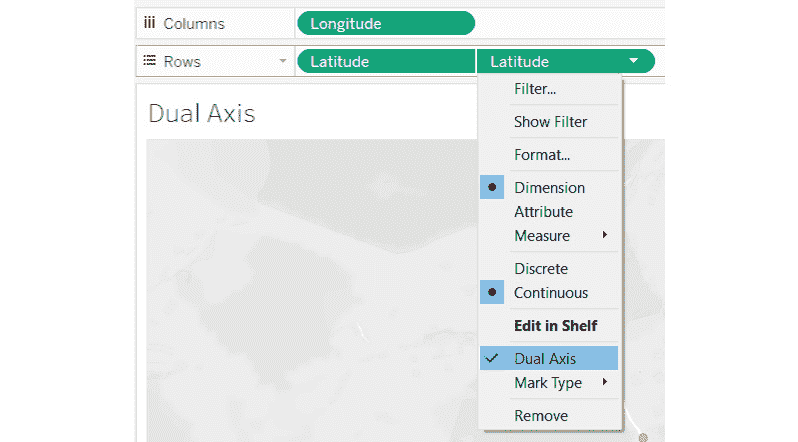 Columns Longitude
Rows Latitude Latitude
Dual Axis
Filter...
Show Filter
Format...
Dimension
Attribute
Measure
Discrete
Continuous
Edit in Shelf
Dual Axis
Mark Type
Remove